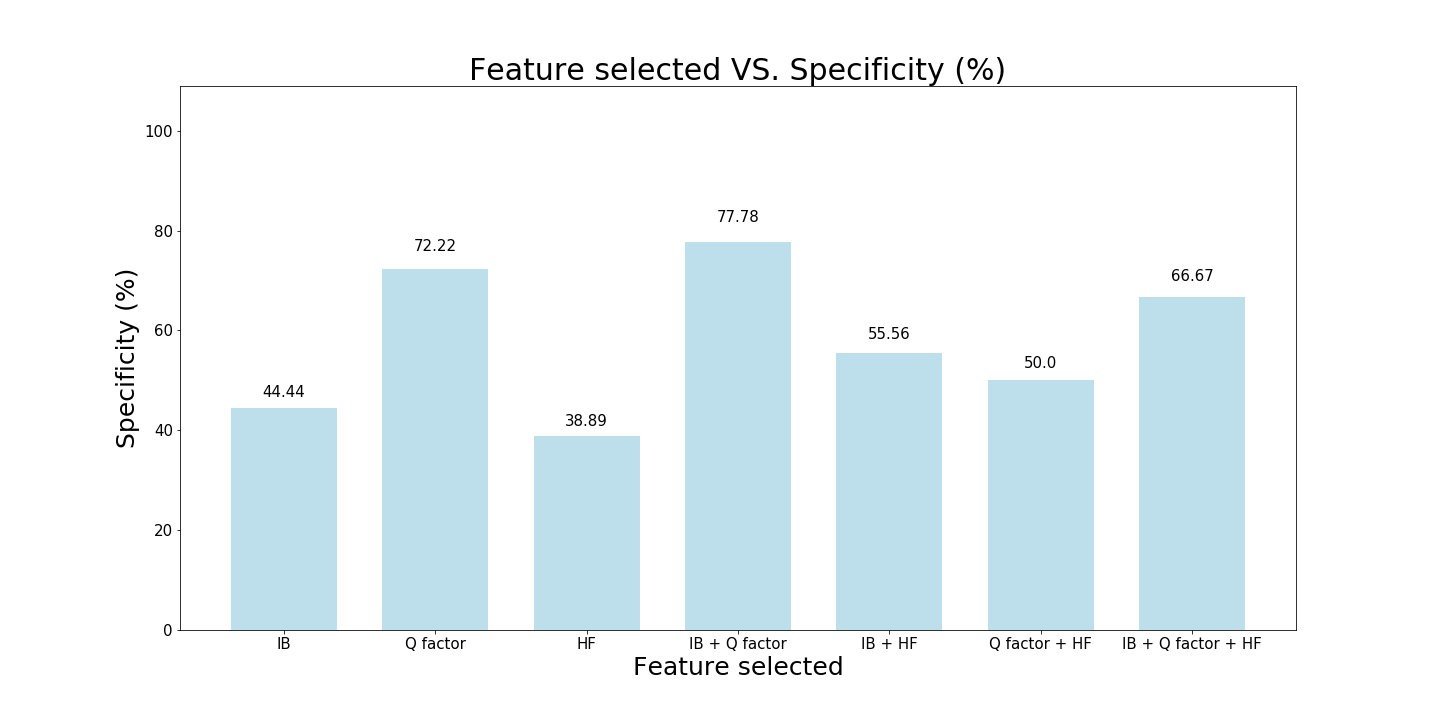 Feature selected VS. Specificity (%)
Specificity (%)
100
80
60
40
20
0
44.44
72.22
38.89
77.78
55.56
50.0
66.67
IB
Q factor
HF
IB + Q factor
IB + HF
Q factor + HF
IB + Q factor + HF
Feature selected